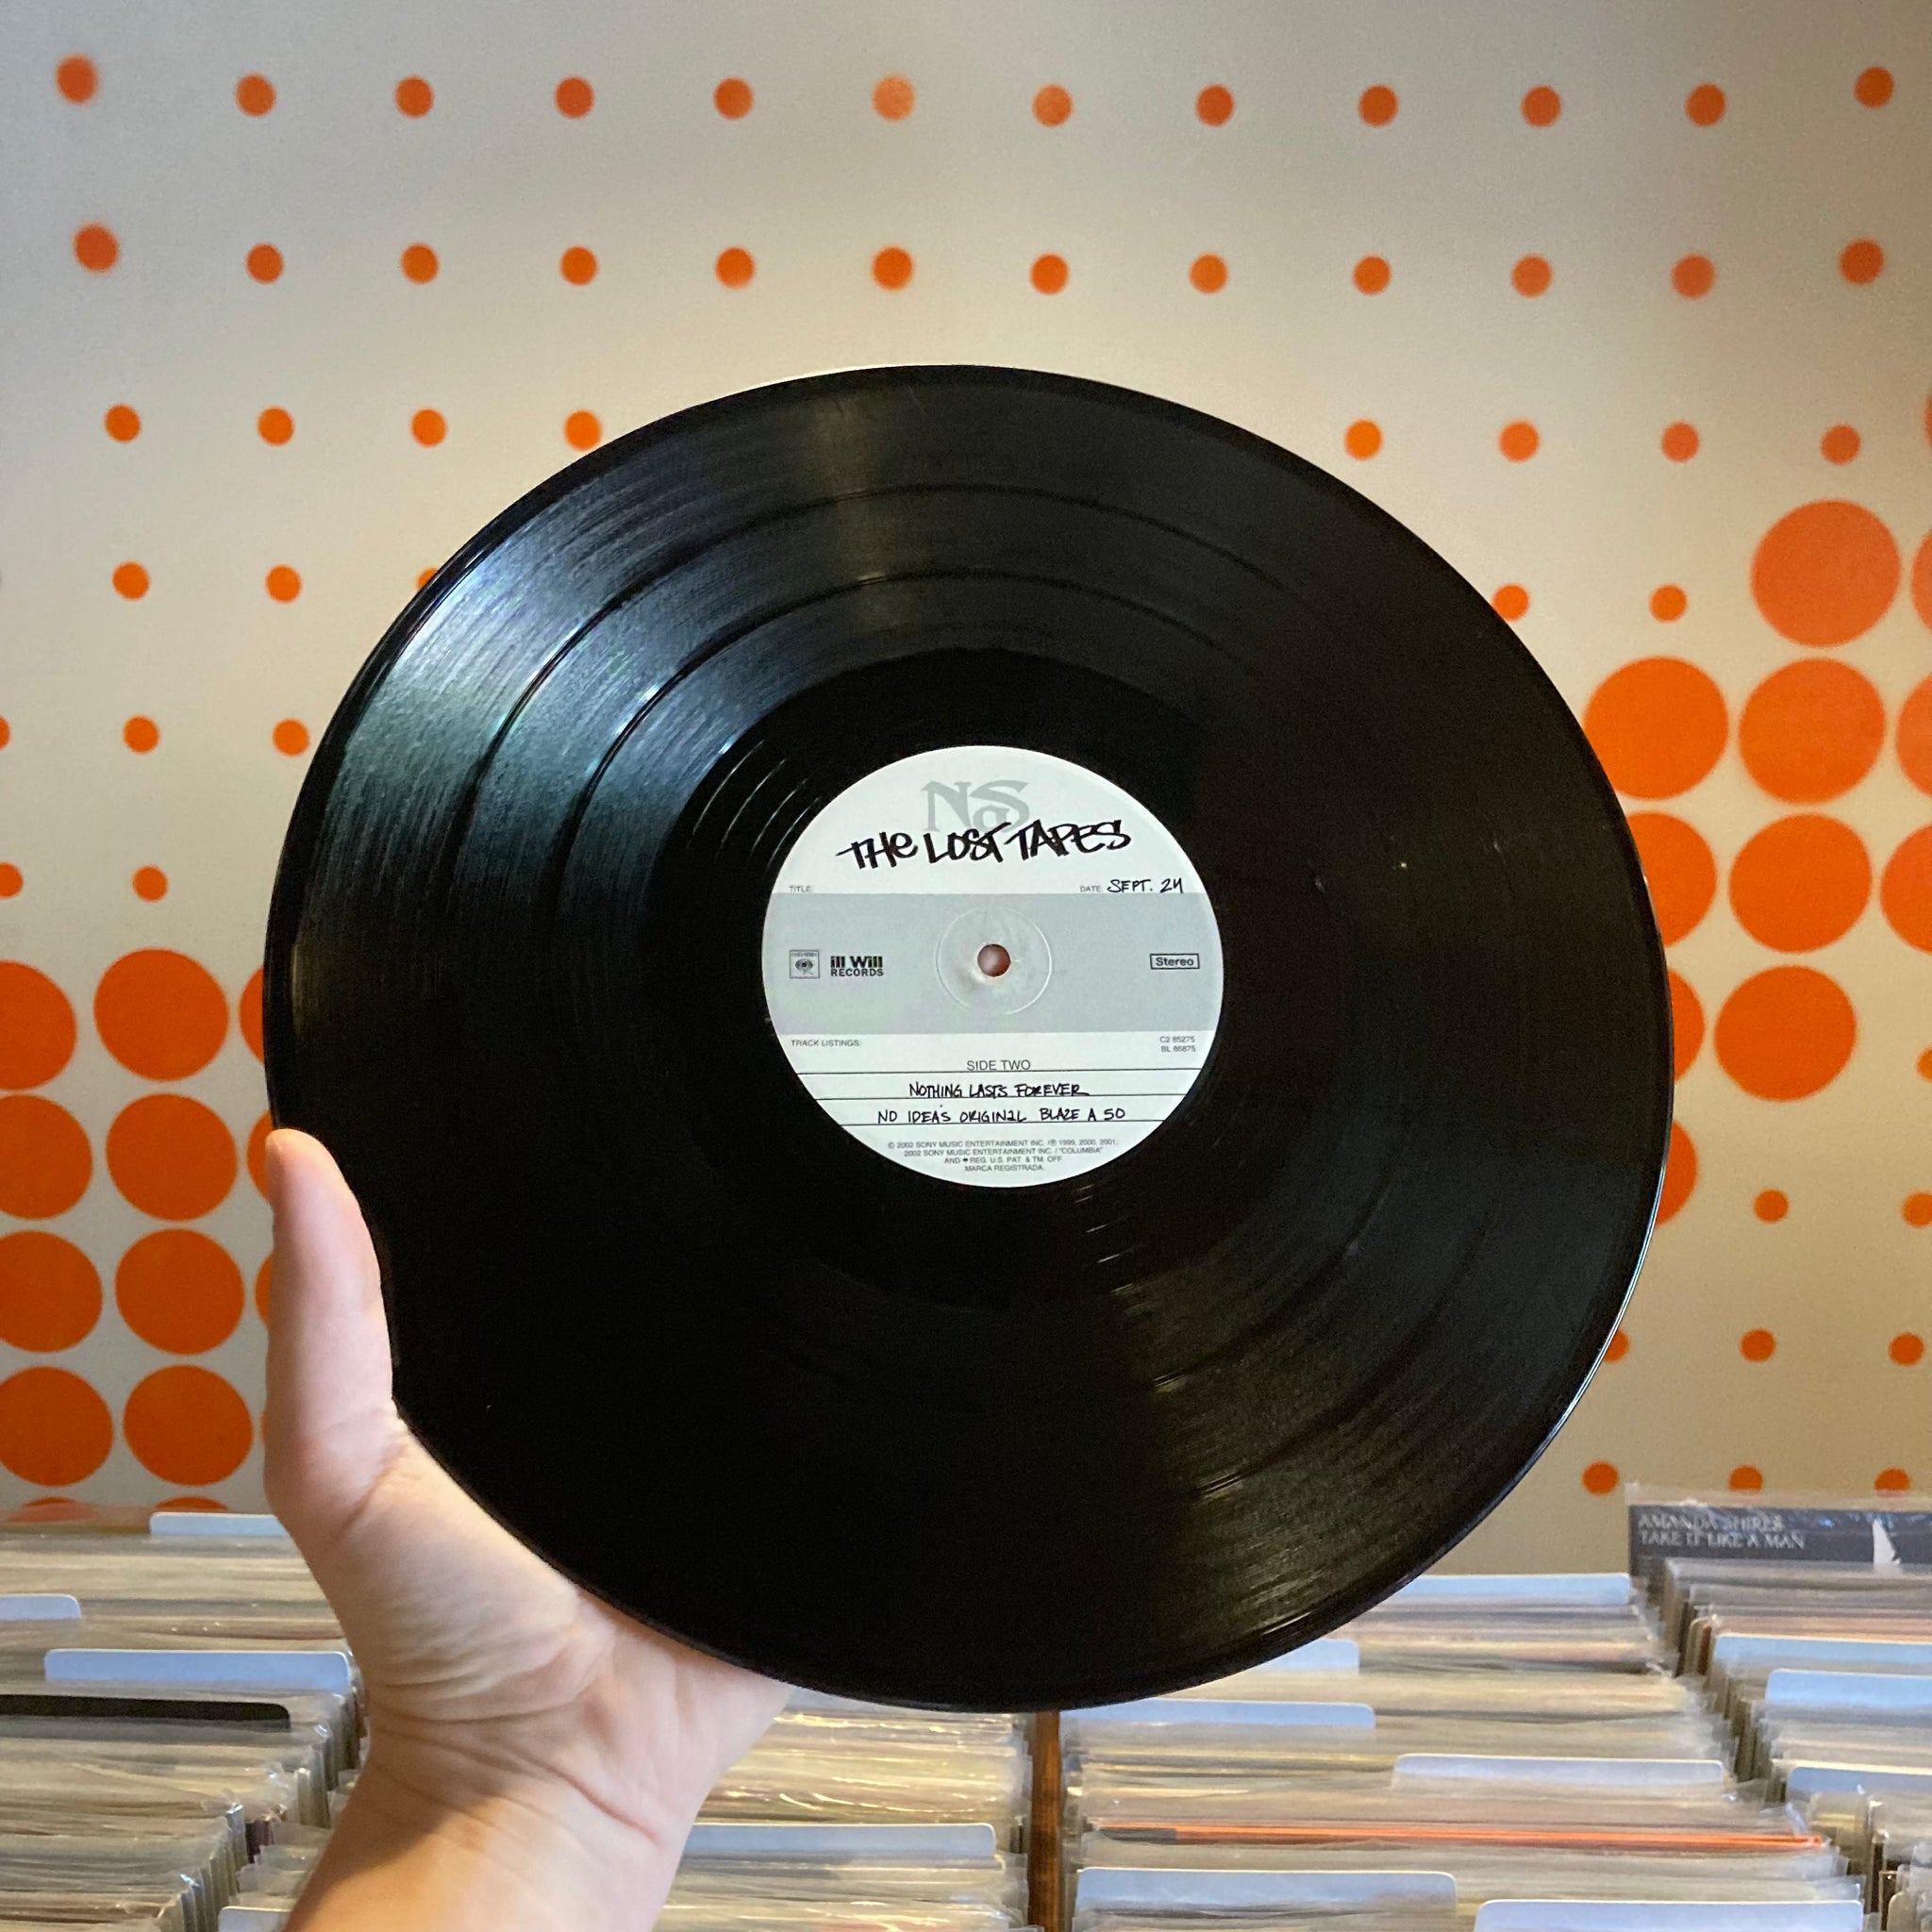 Nas
THE LOST TAPES
TITLE: DATE: SEPT. 24
ill Will
RECORDS
Stereo
TRACK LISTINGS: C2 85275
BL 85875
SIDE TWO
NOTHING LASTS FOREVER
NO IDEA'S ORIGINAL BLAZE A 50
© 2002 SONY MUSIC ENTERTAINMENT INC. / ℗ 1999, 2000, 2001,
2002 SONY MUSIC ENTERTAINMENT INC. / "COLUMBIA"
AND REG. U.S. PAT. & TM. OFF.
MARCA REGISTRADA.
AMANDA SHIRES
TAKE IT LIKE A MAN